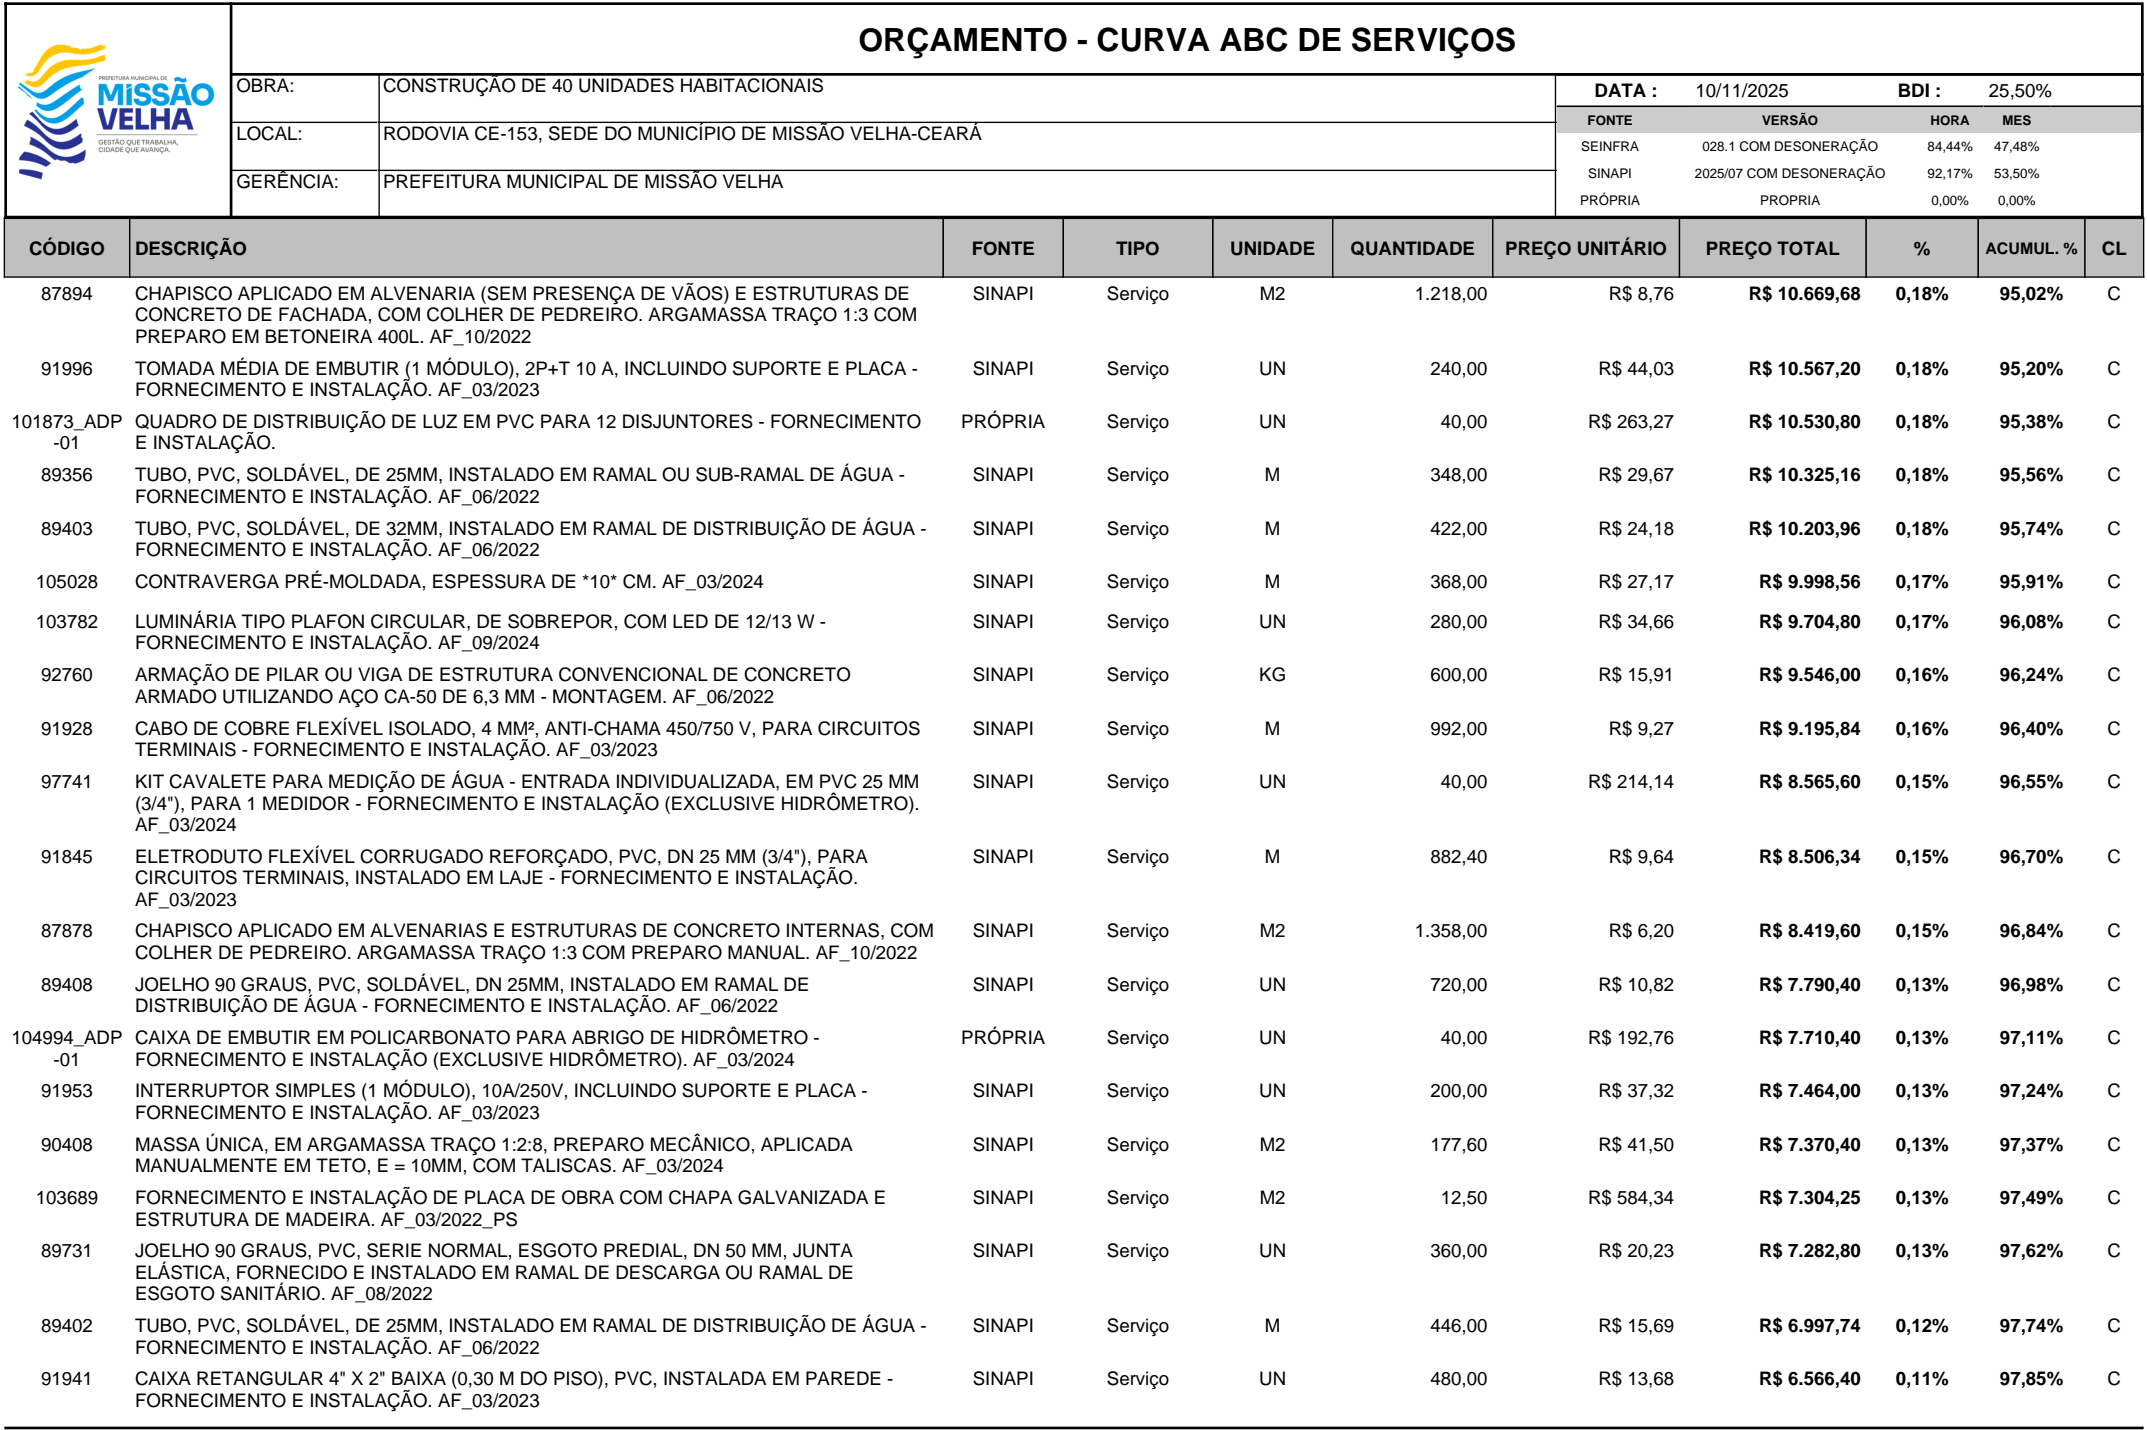 ORÇAMENTO - CURVA ABC DE SERVIÇOS
PREFEITURA MUNICIPAL DE
MISSÃO
VELHA
GESTÃO QUE TRABALHA,
CIDADE QUE AVANÇA.
OBRA: CONSTRUÇÃO DE 40 UNIDADES HABITACIONAIS
LOCAL: RODOVIA CE-153, SEDE DO MUNICÍPIO DE MISSÃO VELHA-CEARÁ
GERÊNCIA: PREFEITURA MUNICIPAL DE MISSÃO VELHA
DATA : 10/11/2025 BDI : 25,50%
FONTE VERSÃO HORA MES
SEINFRA 028.1 COM DESONERAÇÃO 84,44% 47,48%
SINAPI 2025/07 COM DESONERAÇÃO 92,17% 53,50%
PRÓPRIA PROPRIA 0,00% 0,00%
CÓDIGO DESCRIÇÃO FONTE TIPO UNIDADE QUANTIDADE PREÇO UNITÁRIO PREÇO TOTAL % ACUMUL. % CL
87894 CHAPISCO APLICADO EM ALVENARIA (SEM PRESENÇA DE VÃOS) E ESTRUTURAS DE SINAPI Serviço M2 1.218,00 R$ 8,76 R$ 10.669,68 0,18% 95,02% C
CONCRETO DE FACHADA, COM COLHER DE PEDREIRO. ARGAMASSA TRAÇO 1:3 COM
PREPARO EM BETONEIRA 400L. AF_10/2022
91996 TOMADA MÉDIA DE EMBUTIR (1 MÓDULO), 2P+T 10 A, INCLUINDO SUPORTE E PLACA - SINAPI Serviço UN 240,00 R$ 44,03 R$ 10.567,20 0,18% 95,20% C
FORNECIMENTO E INSTALAÇÃO. AF_03/2023
101873_ADP QUADRO DE DISTRIBUIÇÃO DE LUZ EM PVC PARA 12 DISJUNTORES - FORNECIMENTO PRÓPRIA Serviço UN 40,00 R$ 263,27 R$ 10.530,80 0,18% 95,38% C
-01 E INSTALAÇÃO.
89356 TUBO, PVC, SOLDÁVEL, DE 25MM, INSTALADO EM RAMAL OU SUB-RAMAL DE ÁGUA - SINAPI Serviço M 348,00 R$ 29,67 R$ 10.325,16 0,18% 95,56% C
FORNECIMENTO E INSTALAÇÃO. AF_06/2022
89403 TUBO, PVC, SOLDÁVEL, DE 32MM, INSTALADO EM RAMAL DE DISTRIBUIÇÃO DE ÁGUA - SINAPI Serviço M 422,00 R$ 24,18 R$ 10.203,96 0,18% 95,74% C
FORNECIMENTO E INSTALAÇÃO. AF_06/2022
105028 CONTRAVERGA PRÉ-MOLDADA, ESPESSURA DE *10* CM. AF_03/2024 SINAPI Serviço M 368,00 R$ 27,17 R$ 9.998,56 0,17% 95,91% C
103782 LUMINÁRIA TIPO PLAFON CIRCULAR, DE SOBREPOR, COM LED DE 12/13 W - SINAPI Serviço UN 280,00 R$ 34,66 R$ 9.704,80 0,17% 96,08% C
FORNECIMENTO E INSTALAÇÃO. AF_09/2024
92760 ARMAÇÃO DE PILAR OU VIGA DE ESTRUTURA CONVENCIONAL DE CONCRETO SINAPI Serviço KG 600,00 R$ 15,91 R$ 9.546,00 0,16% 96,24% C
ARMADO UTILIZANDO AÇO CA-50 DE 6,3 MM - MONTAGEM. AF_06/2022
91928 CABO DE COBRE FLEXÍVEL ISOLADO, 4 MM², ANTI-CHAMA 450/750 V, PARA CIRCUITOS SINAPI Serviço M 992,00 R$ 9,27 R$ 9.195,84 0,16% 96,40% C
TERMINAIS - FORNECIMENTO E INSTALAÇÃO. AF_03/2023
97741 KIT CAVALETE PARA MEDIÇÃO DE ÁGUA - ENTRADA INDIVIDUALIZADA, EM PVC 25 MM SINAPI Serviço UN 40,00 R$ 214,14 R$ 8.565,60 0,15% 96,55% C
(3/4"), PARA 1 MEDIDOR - FORNECIMENTO E INSTALAÇÃO (EXCLUSIVE HIDRÔMETRO).
AF_03/2024
91845 ELETRODUTO FLEXÍVEL CORRUGADO REFORÇADO, PVC, DN 25 MM (3/4"), PARA SINAPI Serviço M 882,40 R$ 9,64 R$ 8.506,34 0,15% 96,70% C
CIRCUITOS TERMINAIS, INSTALADO EM LAJE - FORNECIMENTO E INSTALAÇÃO.
AF_03/2023
87878 CHAPISCO APLICADO EM ALVENARIAS E ESTRUTURAS DE CONCRETO INTERNAS, COM SINAPI Serviço M2 1.358,00 R$ 6,20 R$ 8.419,60 0,15% 96,84% C
COLHER DE PEDREIRO. ARGAMASSA TRAÇO 1:3 COM PREPARO MANUAL. AF_10/2022
89408 JOELHO 90 GRAUS, PVC, SOLDÁVEL, DN 25MM, INSTALADO EM RAMAL DE SINAPI Serviço UN 720,00 R$ 10,82 R$ 7.790,40 0,13% 96,98% C
DISTRIBUIÇÃO DE ÁGUA - FORNECIMENTO E INSTALAÇÃO. AF_06/2022
104994_ADP CAIXA DE EMBUTIR EM POLICARBONATO PARA ABRIGO DE HIDRÔMETRO - PRÓPRIA Serviço UN 40,00 R$ 192,76 R$ 7.710,40 0,13% 97,11% C
-01 FORNECIMENTO E INSTALAÇÃO (EXCLUSIVE HIDRÔMETRO). AF_03/2024
91953 INTERRUPTOR SIMPLES (1 MÓDULO), 10A/250V, INCLUINDO SUPORTE E PLACA - SINAPI Serviço UN 200,00 R$ 37,32 R$ 7.464,00 0,13% 97,24% C
FORNECIMENTO E INSTALAÇÃO. AF_03/2023
90408 MASSA ÚNICA, EM ARGAMASSA TRAÇO 1:2:8, PREPARO MECÂNICO, APLICADA SINAPI Serviço M2 177,60 R$ 41,50 R$ 7.370,40 0,13% 97,37% C
MANUALMENTE EM TETO, E = 10MM, COM TALISCAS. AF_03/2024
103689 FORNECIMENTO E INSTALAÇÃO DE PLACA DE OBRA COM CHAPA GALVANIZADA E SINAPI Serviço M2 12,50 R$ 584,34 R$ 7.304,25 0,13% 97,49% C
ESTRUTURA DE MADEIRA. AF_03/2022_PS
89731 JOELHO 90 GRAUS, PVC, SERIE NORMAL, ESGOTO PREDIAL, DN 50 MM, JUNTA SINAPI Serviço UN 360,00 R$ 20,23 R$ 7.282,80 0,13% 97,62% C
ELÁSTICA, FORNECIDO E INSTALADO EM RAMAL DE DESCARGA OU RAMAL DE
ESGOTO SANITÁRIO. AF_08/2022
89402 TUBO, PVC, SOLDÁVEL, DE 25MM, INSTALADO EM RAMAL DE DISTRIBUIÇÃO DE ÁGUA - SINAPI Serviço M 446,00 R$ 15,69 R$ 6.997,74 0,12% 97,74% C
FORNECIMENTO E INSTALAÇÃO. AF_06/2022
91941 CAIXA RETANGULAR 4" X 2" BAIXA (0,30 M DO PISO), PVC, INSTALADA EM PAREDE - SINAPI Serviço UN 480,00 R$ 13,68 R$ 6.566,40 0,11% 97,85% C
FORNECIMENTO E INSTALAÇÃO. AF_03/2023